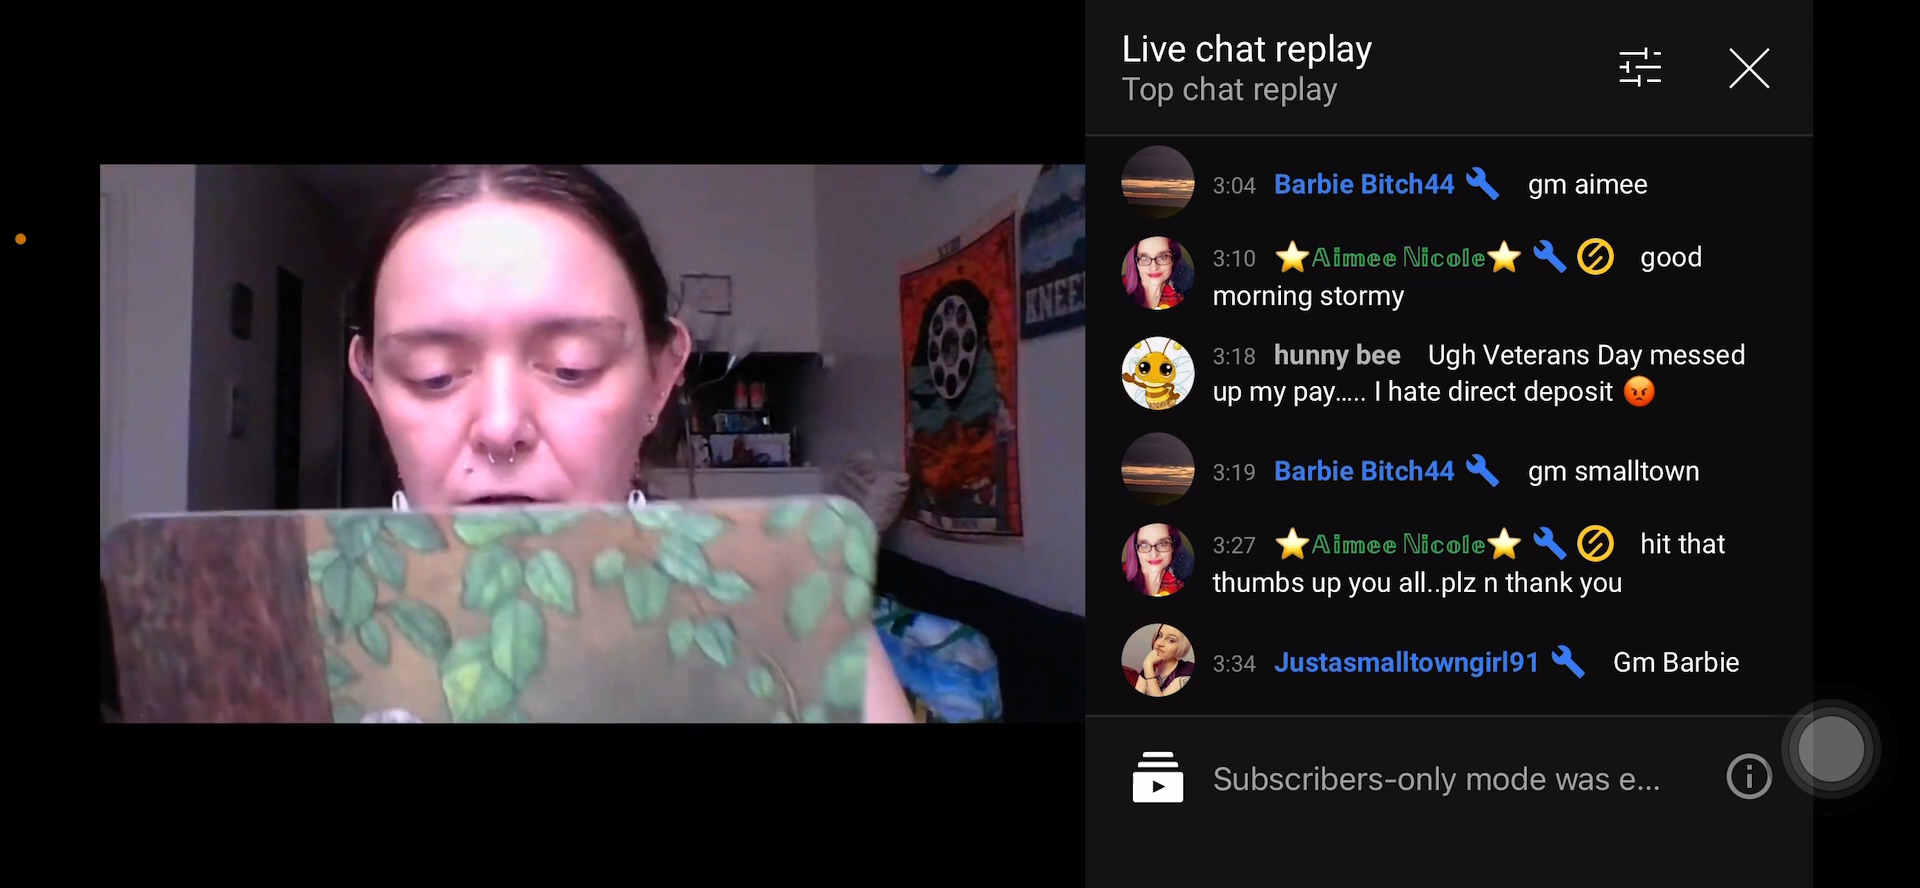 Live chat replay
Top chat replay
3:04 Barbie Bitch44 gm aimee
3:10 ⭐𝔸𝕚𝕞𝕖𝕖 ℕ𝕚𝕔𝕠𝕝𝕖⭐ good
morning stormy
3:18 hunny bee Ugh Veterans Day messed
up my pay..... I hate direct deposit 😡
3:19 Barbie Bitch44 gm smalltown
3:27 ⭐𝔸𝕚𝕞𝕖𝕖 ℕ𝕚𝕔𝕠𝕝𝕖⭐ hit that
thumbs up you all..plz n thank you
3:34 Justasmalltowngirl91 Gm Barbie
Subscribers-only mode was e...
KNEE